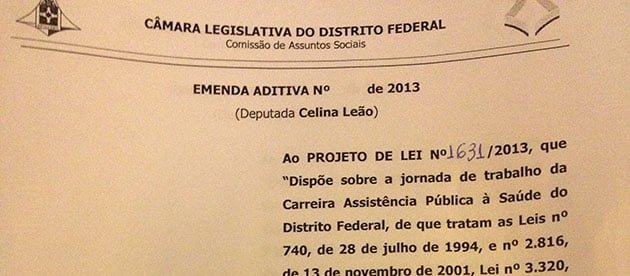 CÂMARA LEGISLATIVA DO DISTRITO FEDERAL
Comissão de Assuntos Sociais
EMENDA ADITIVA Nº de 2013
(Deputada Celina Leão)
Ao PROJETO DE LEI Nº1631/2013, que
"Dispõe sobre a jornada de trabalho da
Carreira Assistência Pública à Saúde do
Distrito Federal, de que tratam as Leis nº
740, de 28 de julho de 1994, e nº 2.816,
de 13 de novembro de 2001, Lei nº 3.320,